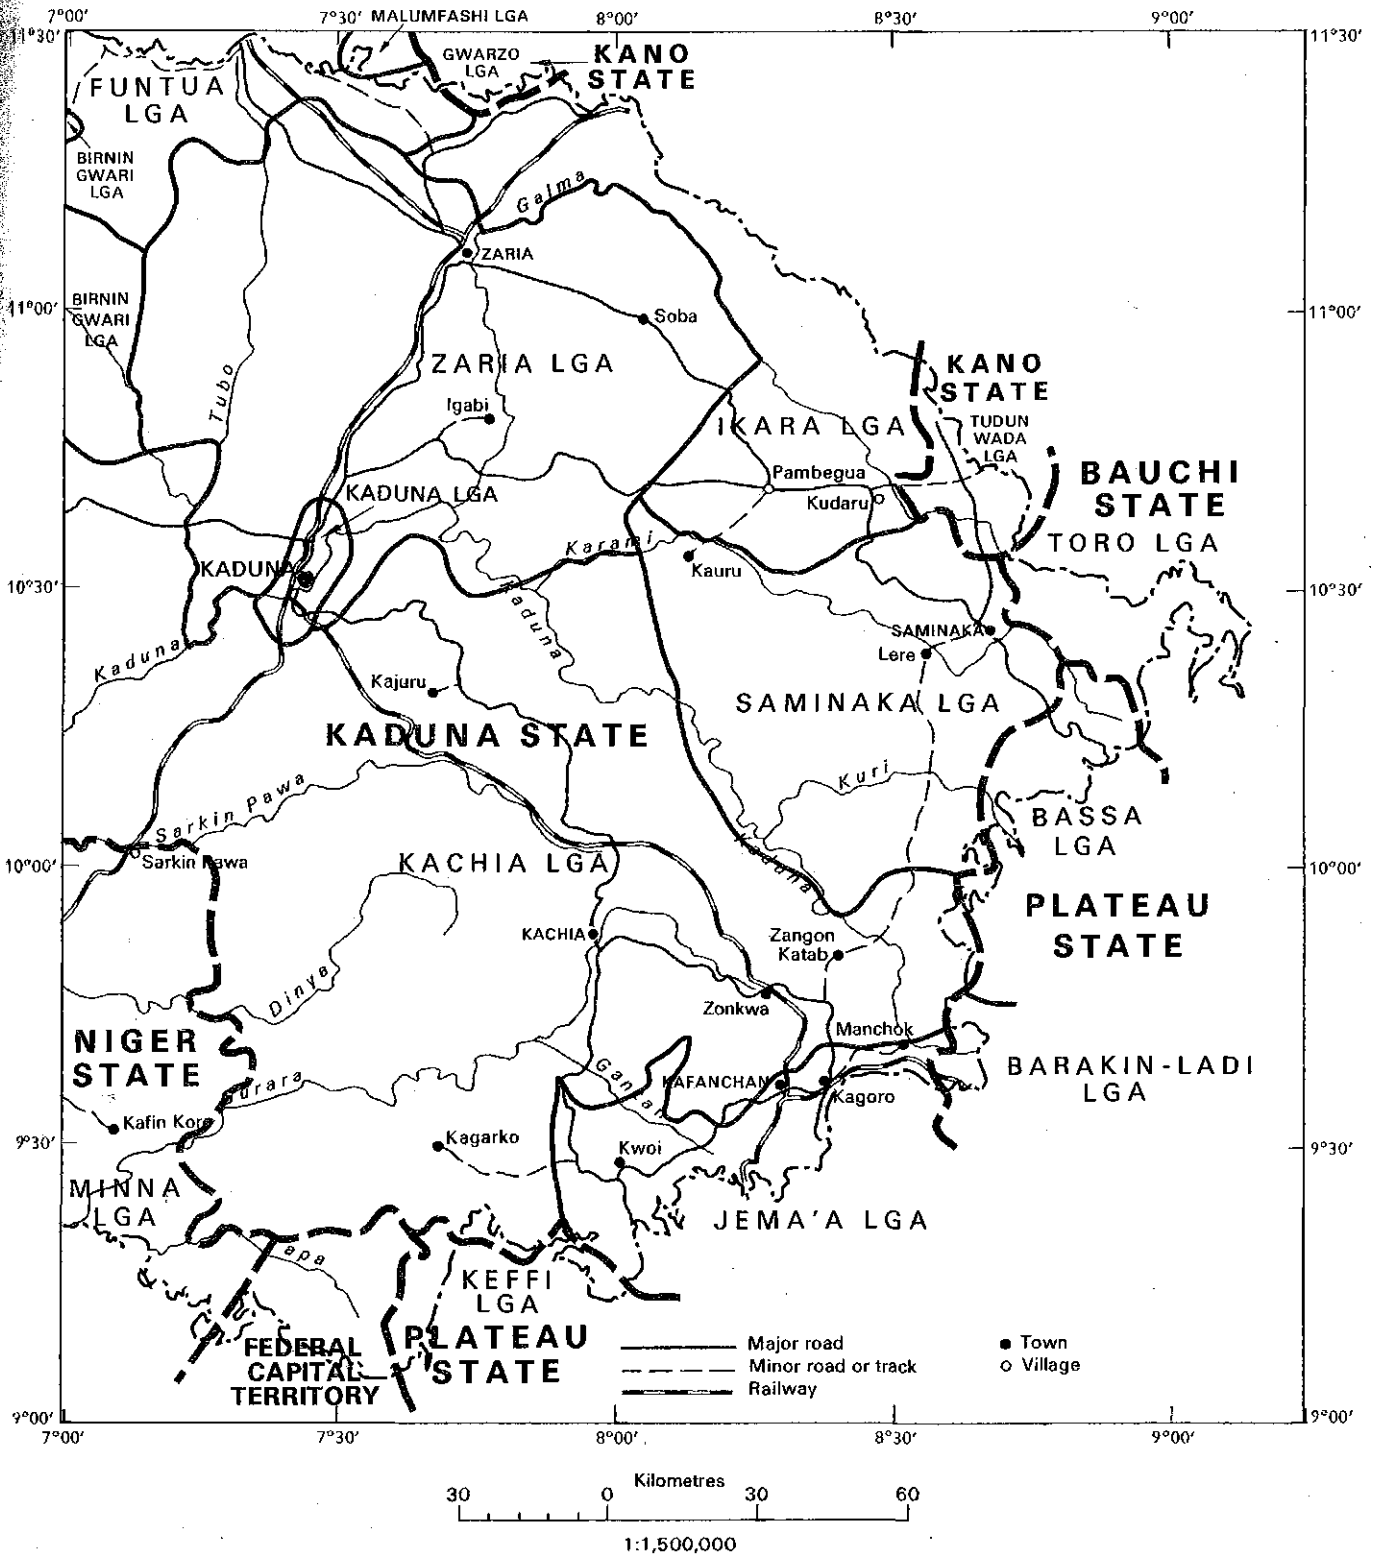 7°00′
7°30′
MALUMFASHI LGA
8°00′
8°30′
9°00′
11°30′
11°30′
GWARZO
LGA
KANO
STATE
FUNTUA
LGA
BIRNIN
GWARI
LGA
Galma
ZARIA
BIRNIN
GWARI
LGA
11°00′
11°00′
Soba
ZARIA LGA
KANO
STATE
Tubo
Igabi
IKARA LGA
TUDUN
WADA
LGA
Pambegua
Kudaru
BAUCHI
STATE
KADUNA LGA
TORO LGA
Karami
Kauru
KADUNA
10°30′
10°30′
Kaduna
Kaduna
SAMINAKA
Lere
Kajuru
SAMINAKA LGA
KADUNA STATE
Kuri
Sarkin Pawa
BASSA
LGA
Sarkin Pawa
KACHIA LGA
Kaduna
10°00′
10°00′
PLATEAU
STATE
KACHIA
Zangon
Katab
Dinya
Zonkwa
Manchok
NIGER
STATE
BARAKIN-LADI
LGA
Gurara
KAFANCHAN
Kagoro
Kafin Kore
Kagarko
Kwoi
9°30′
9°30′
MINNA
LGA
JEMA'A LGA
KEFFI
LGA
FEDERAL
CAPITAL
TERRITORY
PLATEAU
STATE
Major road
Minor road or track
Railway
Town
Village
9°00′
9°00′
7°00′
7°30′
8°00′
8°30′
9°00′
Kilometres
30
0
30
60
1:1,500,000